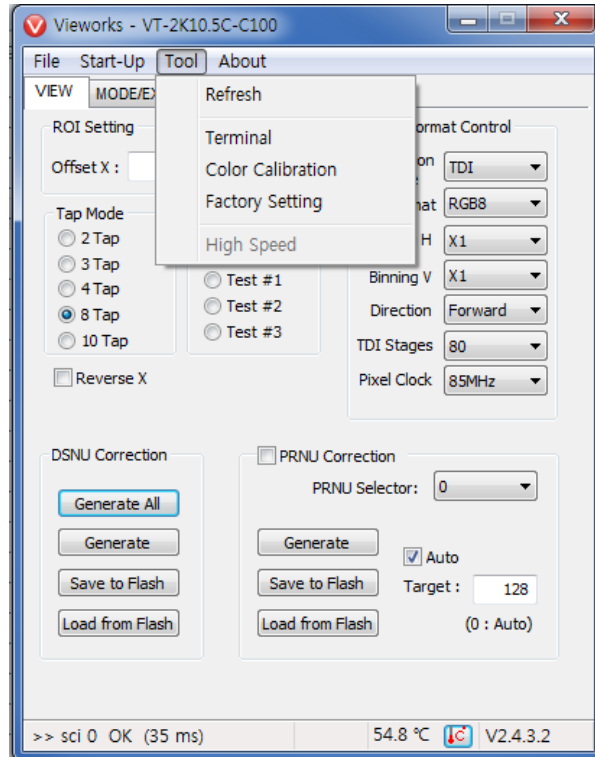 Vieworks - VT-2K10.5C-C100
File Start-Up Tool About
VIEW MODE/EX
Refresh
Terminal
Color Calibration
Factory Setting
High Speed
ROI Setting
Offset X :
Tap Mode
2 Tap
3 Tap
4 Tap
8 Tap
10 Tap
Reverse X
Test #1
Test #2
Test #3
ormat Control
on TDI
mat RGB8
H X1
Binning V X1
Direction Forward
TDI Stages 80
Pixel Clock 85MHz
DSNU Correction
Generate All
Generate
Save to Flash
Load from Flash
PRNU Correction
PRNU Selector: 0
Generate
Save to Flash
Load from Flash
Auto
Target : 128
(0 : Auto)
>> sci 0 OK (35 ms) 54.8 ℃ C V2.4.3.2